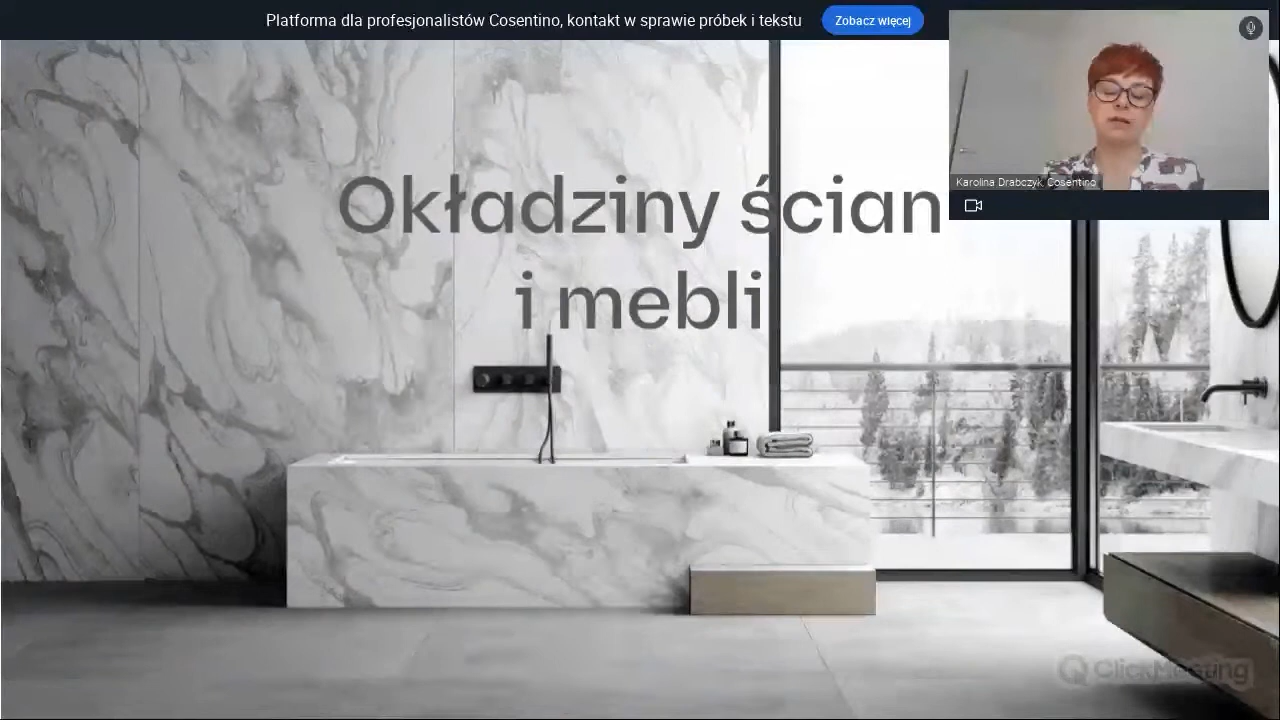 Platforma dla profesjonalistów Cosentino, kontakt w sprawie próbek i tekstu
Zobacz więcej
Karolina Drabczyk, Cosentino
Okładziny ścian
i mebli
ClickMeeting